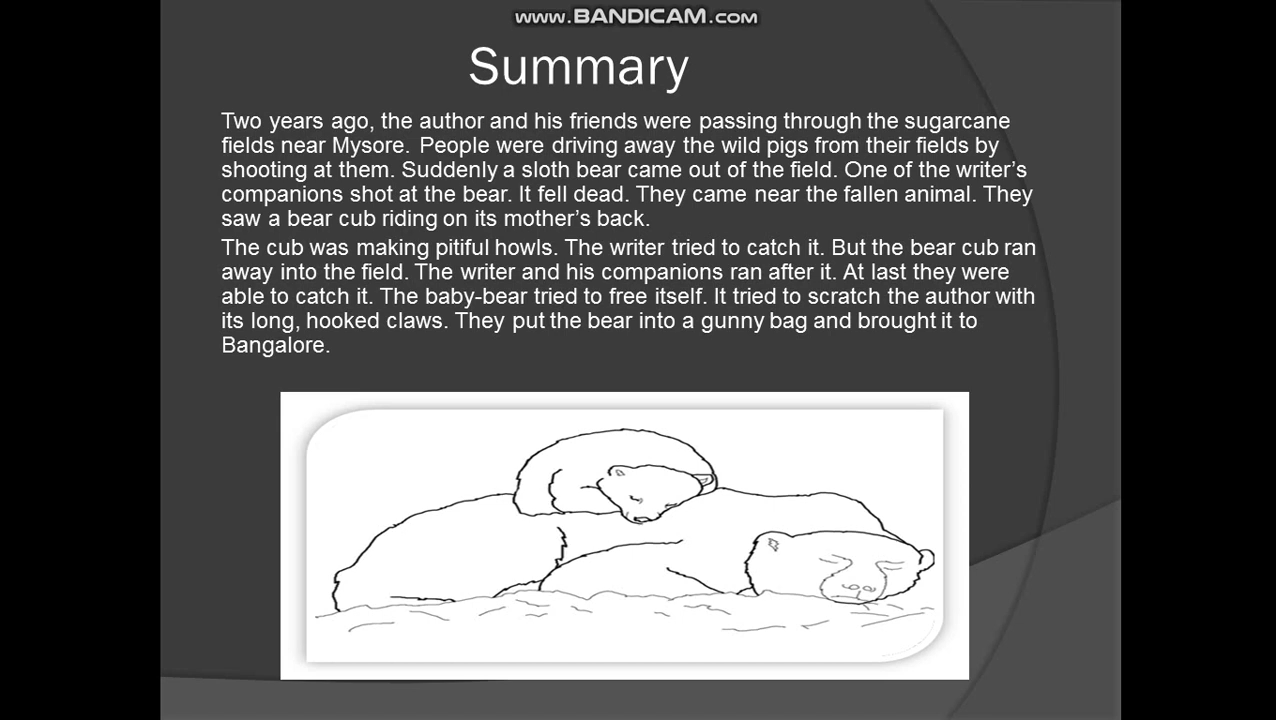 www.BANDICAM.com
Summary
Two years ago, the author and his friends were passing through the sugarcane
fields near Mysore. People were driving away the wild pigs from their fields by
shooting at them. Suddenly a sloth bear came out of the field. One of the writer’s
companions shot at the bear. It fell dead. They came near the fallen animal. They
saw a bear cub riding on its mother’s back.
The cub was making pitiful howls. The writer tried to catch it. But the bear cub ran
away into the field. The writer and his companions ran after it. At last they were
able to catch it. The baby-bear tried to free itself. It tried to scratch the author with
its long, hooked claws. They put the bear into a gunny bag and brought it to
Bangalore.